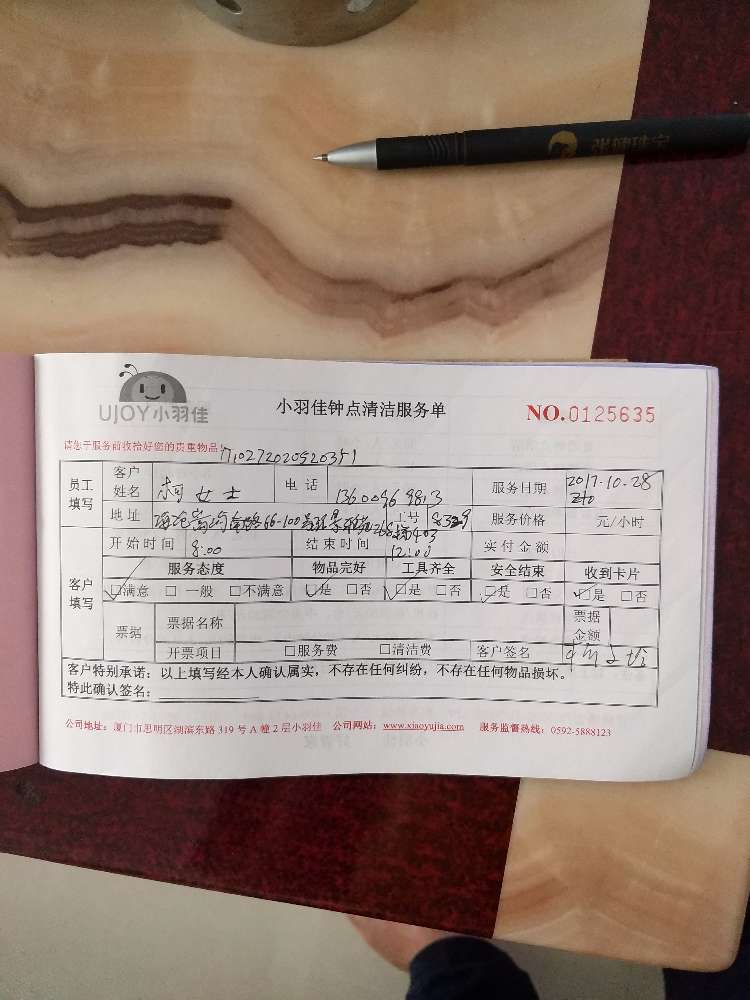 张健珠宝
UJOY小羽佳
小羽佳钟点清洁服务单
NO.0125635
请您于服务前收拾好您的贵重物品!
71027202092035 1
员工填写 客户姓名 女士 电话 服务日期 2017.10.28
地址 工号 服务价格 元/小时
客户填写 开始时间 8:00 结束时间 12:00 实付金额
服务态度 物品完好 工具齐全 安全结束 收到卡片
☑满意 □一般 □不满意 ☑是 □否 ☑是 □否 ☑是 □否 ☑是 □否
票据 票据名称 票据金额
开票项目 □服务费 □清洁费 客户签名
客户特别承诺：以上填写经本人确认属实，不存在任何纠纷，不存在任何物品损坏。
特此确认签名：
公司地址：厦门市思明区湖滨东路 319 号 A 幢 2 层小羽佳 公司网站：www.xiaoyujia.com 服务监督热线：0592-5888123